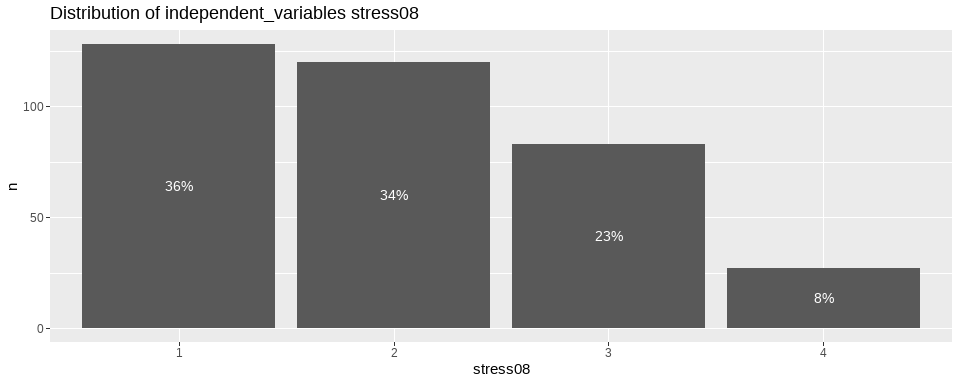 Distribution of independent_variables stress08
n
100
50
0
36%
34%
23%
8%
1 2 3 4
stress08